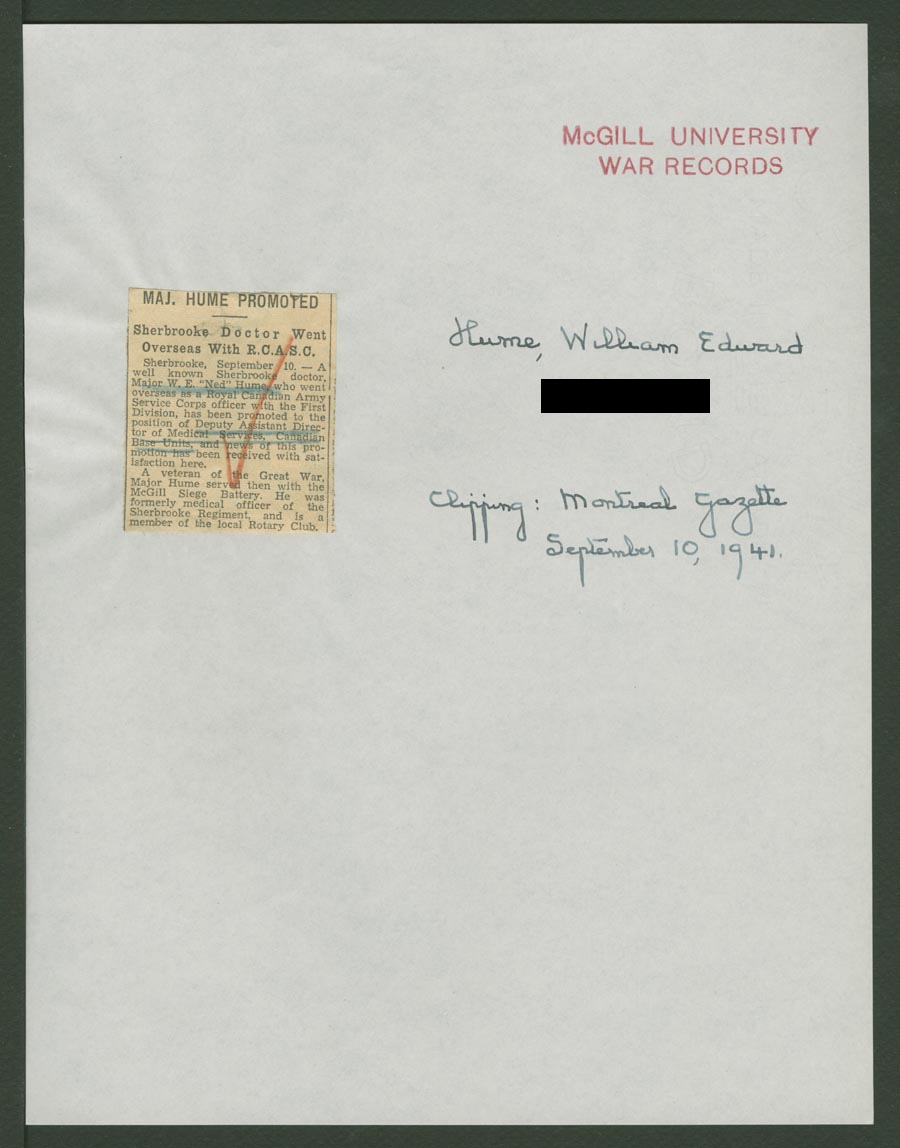 McGILL UNIVERSITY
WAR RECORDS
MAJ. HUME PROMOTED
Sherbrooke Doctor Went
Overseas With R.C.A.S.C.
Sherbrooke, September 10. — A
well known Sherbrooke doctor,
Major W. E. "Ned" Hume, who went
overseas as a Royal Canadian Army
Service Corps officer with the First
Division, has been promoted to the
position of Deputy Assistant Direc-
tor of Medical Services, Canadian
Base Units, and news of this pro-
motion has been received with sat-
isfaction here.
A veteran of the Great War,
Major Hume served then with the
McGill Siege Battery. He was
formerly medical officer of the
Sherbrooke Regiment, and is a
member of the local Rotary Club.
Hume, William Edward
Clipping: Montreal Gazette
September 10, 1941.